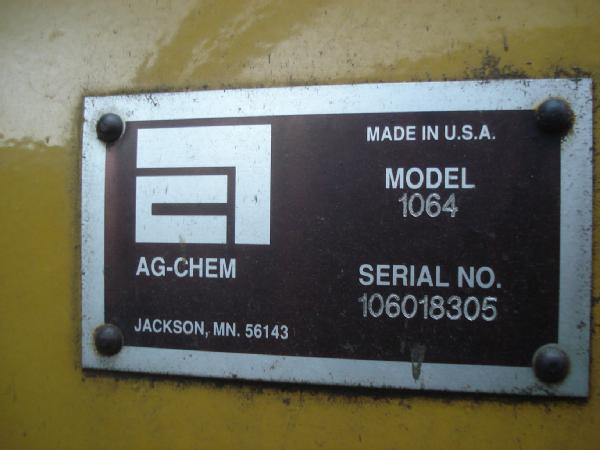 MADE IN U.S.A.
MODEL
1064
AG-CHEM
SERIAL NO.
106018305
JACKSON, MN. 56143